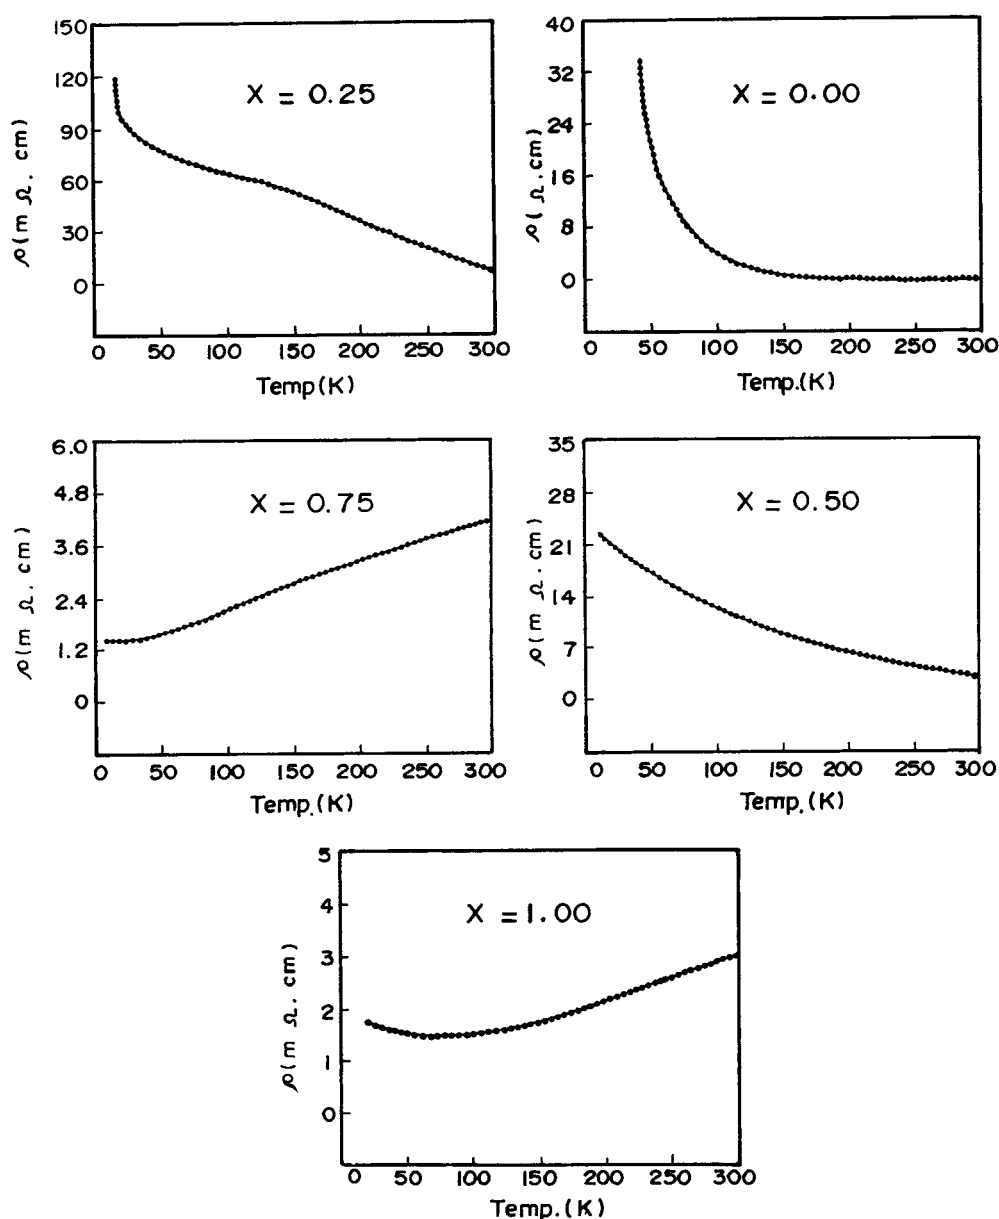 150
120
90
60
30
0
ρ(m Ω. cm)
X = 0.25
0 50 100 150 200 250 300
Temp(K)
40
32
24
16
8
0
ρ( Ω.cm)
X = 0.00
0 50 100 150 200 250 300
Temp.(K)
6.0
4.8
3.6
2.4
1.2
0
ρ(m Ω. cm)
X = 0.75
0 50 100 150 200 250 300
Temp.(K)
35
28
21
14
7
0
ρ(m Ω. cm)
X = 0.50
0 50 100 150 200 250 300
Temp.(K)
5
4
3
2
1
0
ρ(m Ω. cm)
X = 1.00
0 50 100 150 200 250 300
Temp.(K)